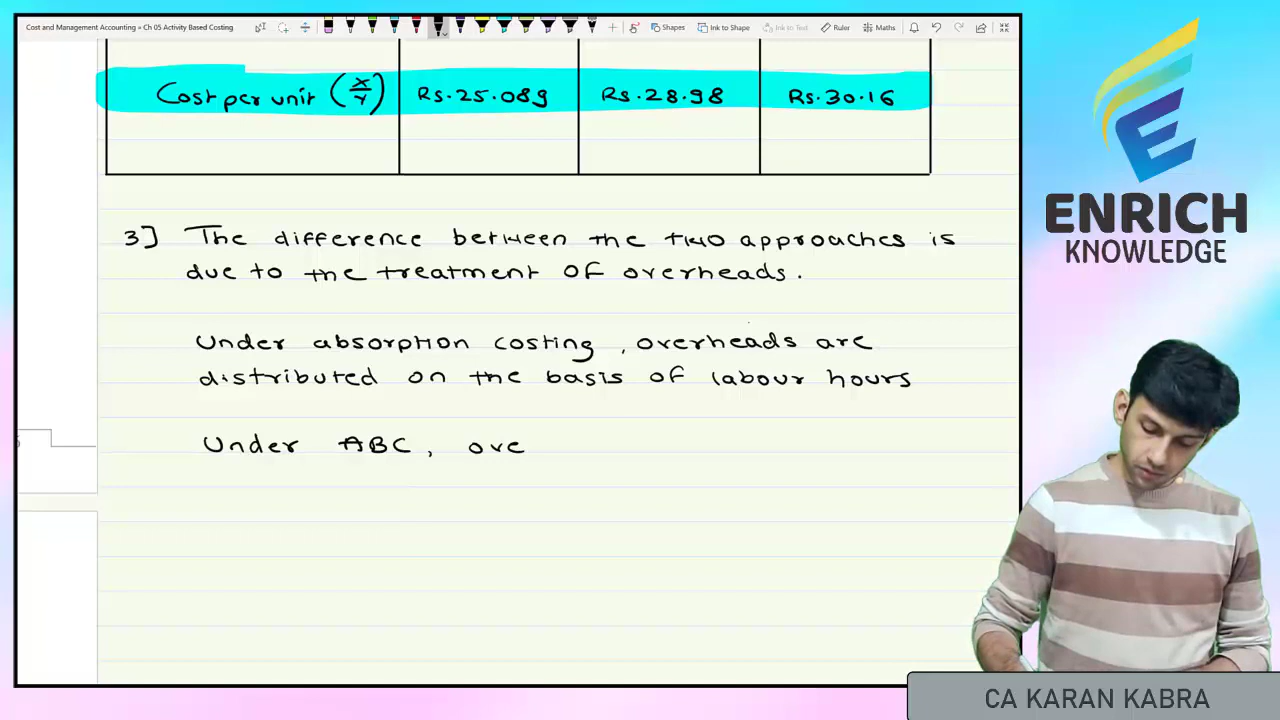 Cost and Management Accounting » Ch 05 Activity Based Costing
Shapes
Ink to Shape
Ink to Text
Ruler
Maths
Cost per unit (X/Y) Rs.25.089 Rs.28.98 Rs.30.16
3] The difference between the two approaches is
due to the treatment of overheads.
Under absorption costing, overheads are
distributed on the basis of labour hours
Under ABC, ove
ENRICH
KNOWLEDGE
CA KARAN KABRA